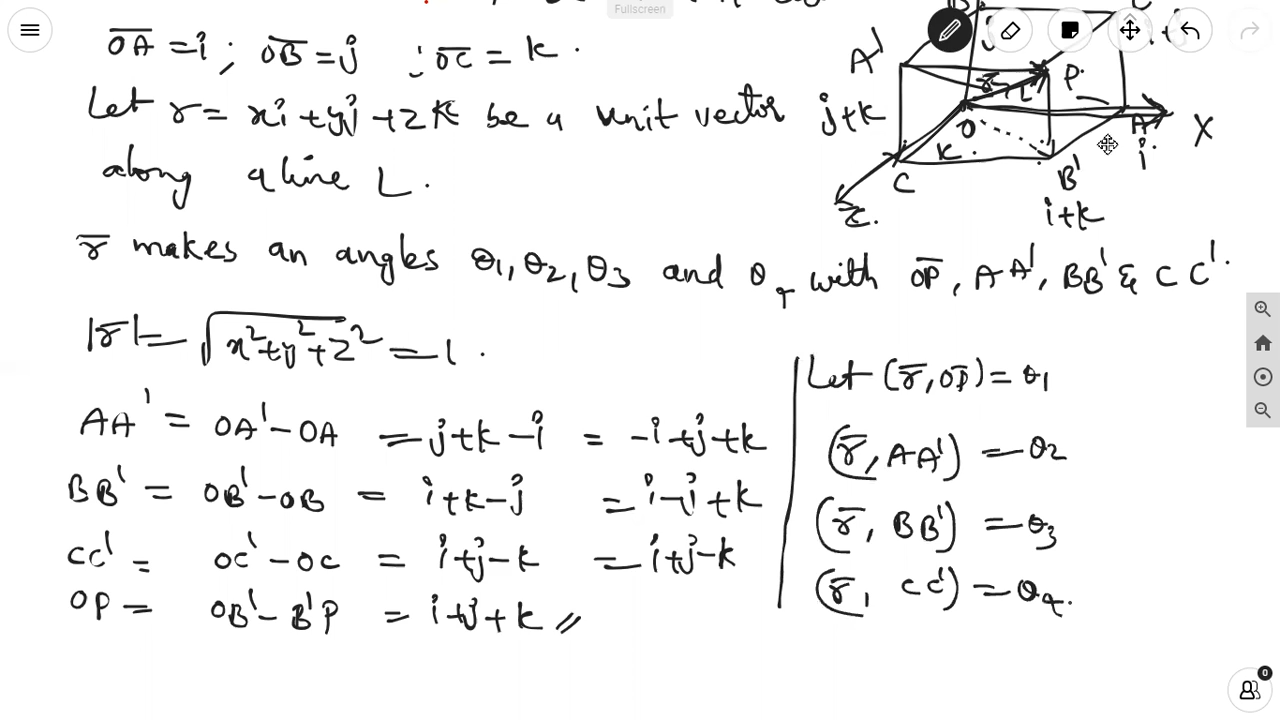 Fullscreen
OA = i ; OB = j ; OC = k .
Let r = xi + yj + zk be a unit vector
along a line L .
r̅ makes an angles θ1, θ2, θ3 and θ4 with OP, AA', BB' & CC'.
|r̅| = √x²+y²+z² = 1 .
AA' = OA' - OA = j+k-i = -i+j+k
BB' = OB' - OB = i+k-j = i-j+k
CC' = OC' - OC = i+j-k = i+j-k
OP = OB' - B'P = i+j+k //
Let (r̅, OP) = θ1
(r̅, AA') = θ2
(r̅, BB') = θ3
(r̅, CC') = θ4.
A'
P
j+k
O
A
X
i
K
C
B'
Z
i+k
0